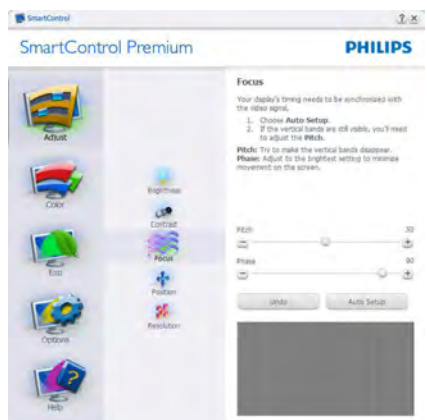 SmartControl
? x
SmartControl Premium
PHILIPS
Adjust
Color
Eco
Options
Help
Brightness
Contrast
Focus
Position
Resolution
Focus
Your display's timing needs to be synchronized with
the video signal.
1. Choose Auto Setup.
2. If the vertical bands are still visible, you'll need
to adjust the Pitch.
Pitch: Try to make the vertical bands disappear.
Phase: Adjust to the brightest setting to minimize
movement on the screen.
Pitch 50
Phase 90
Undo
Auto Setup